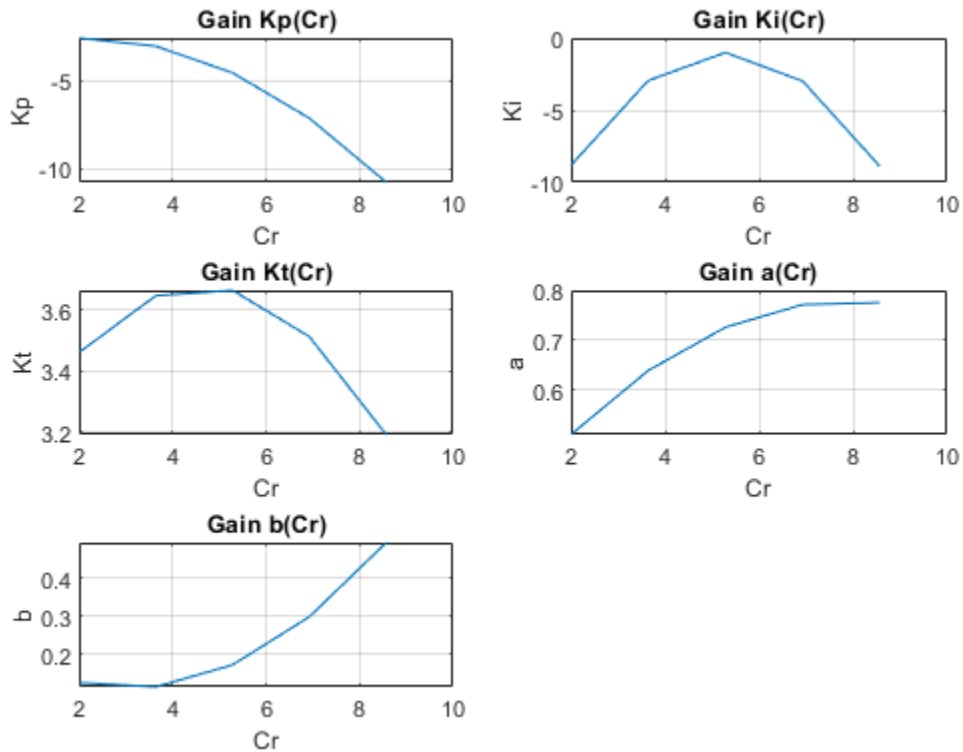 Gain Kp(Cr)
Kp
-5
-10
2 4 6 8 10
Cr
Gain Ki(Cr)
Ki
0
-5
-10
2 4 6 8 10
Cr
Gain Kt(Cr)
Kt
3.6
3.4
3.2
2 4 6 8 10
Cr
Gain a(Cr)
a
0.8
0.7
0.6
2 4 6 8 10
Cr
Gain b(Cr)
b
0.4
0.3
0.2
2 4 6 8 10
Cr